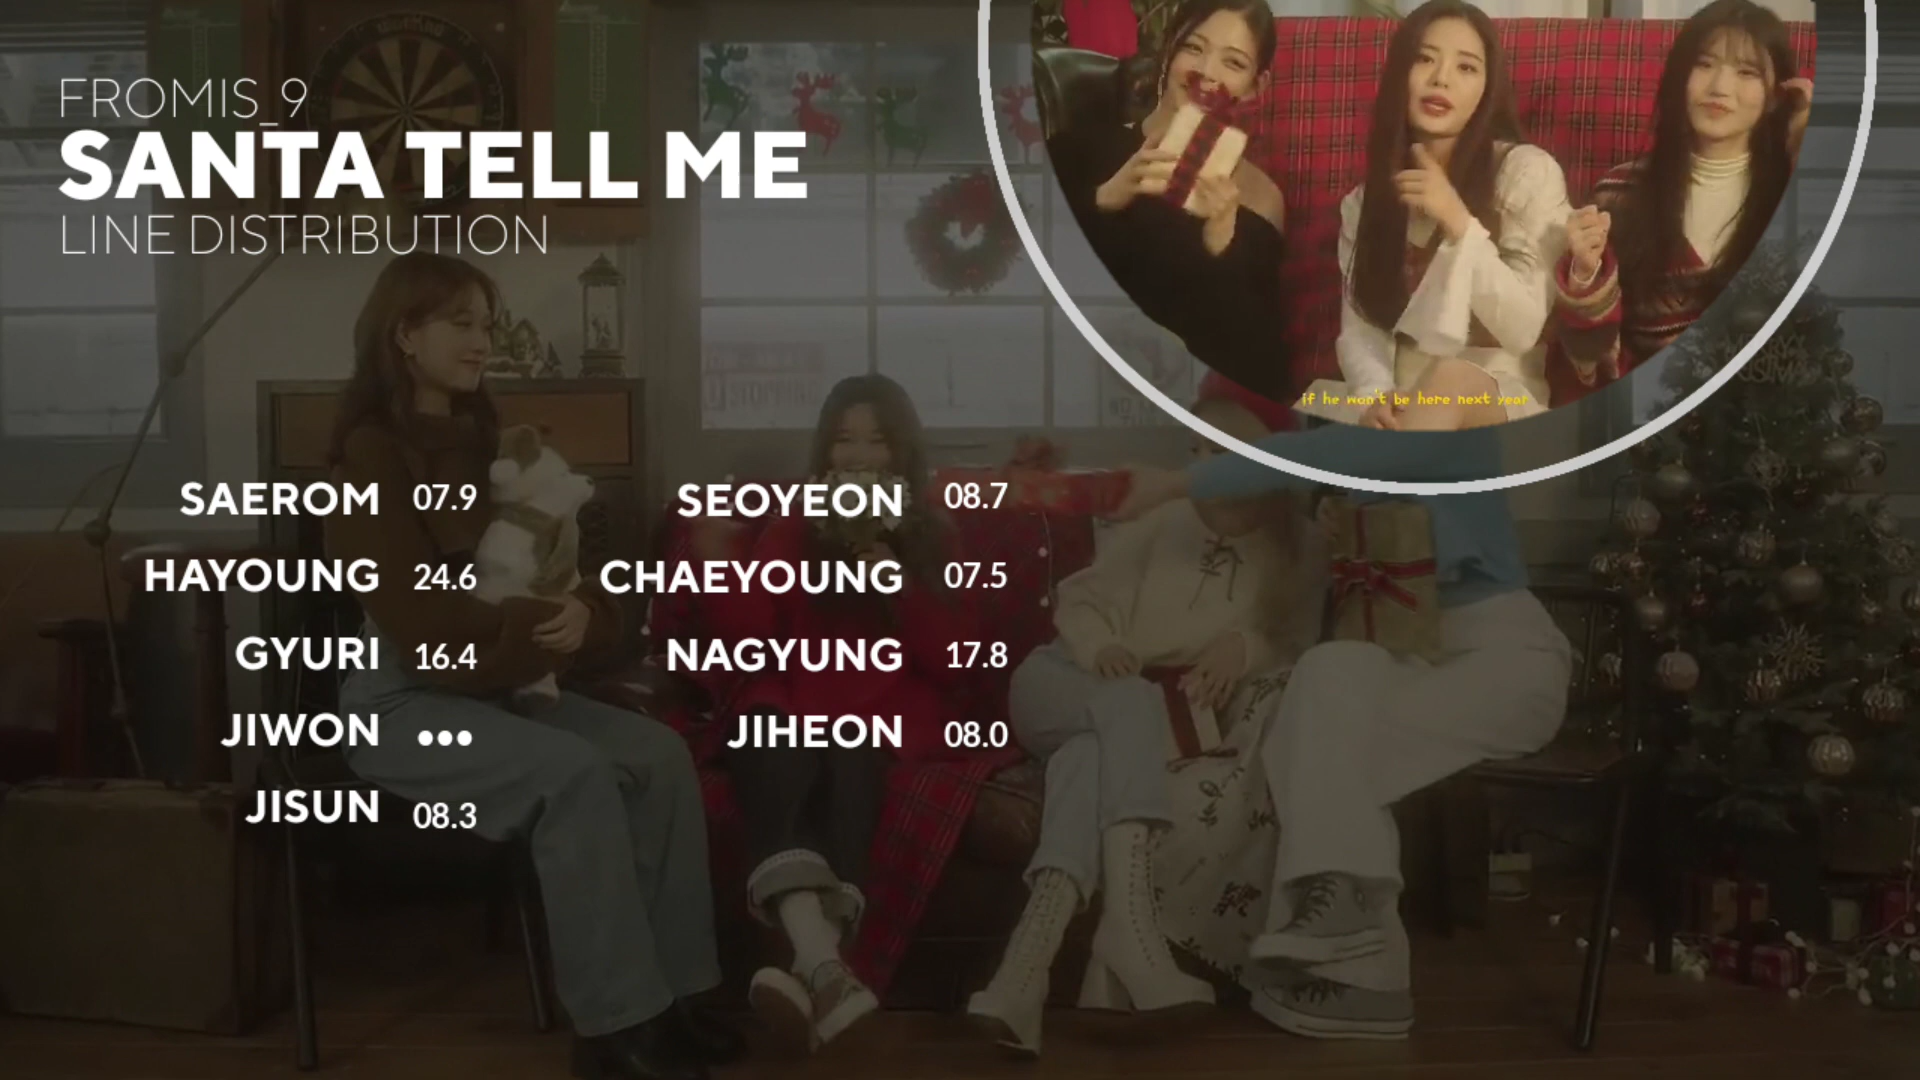 FROMIS_9
SANTA TELL ME
LINE DISTRIBUTION
if he won't be here next year
SAEROM 07.9
HAYOUNG 24.6
GYURI 16.4
JIWON •••
JISUN 08.3
SEOYEON 08.7
CHAEYOUNG 07.5
NAGYUNG 17.8
JIHEON 08.0